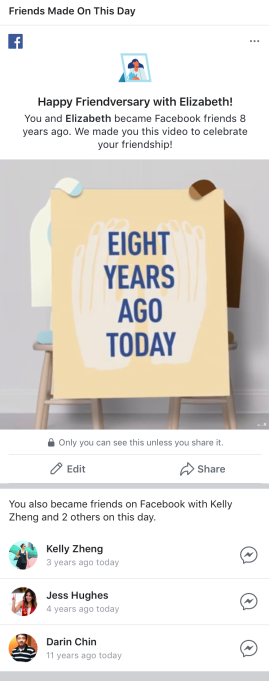 Friends Made On This Day
Happy Friendversary with Elizabeth!
You and Elizabeth became Facebook friends 8
years ago. We made you this video to celebrate
your friendship!
EIGHT
YEARS
AGO
TODAY
Only you can see this unless you share it.
Edit
Share
You also became friends on Facebook with Kelly
Zheng and 2 others on this day.
Kelly Zheng
3 years ago today
Jess Hughes
4 years ago today
Darin Chin
11 years ago today